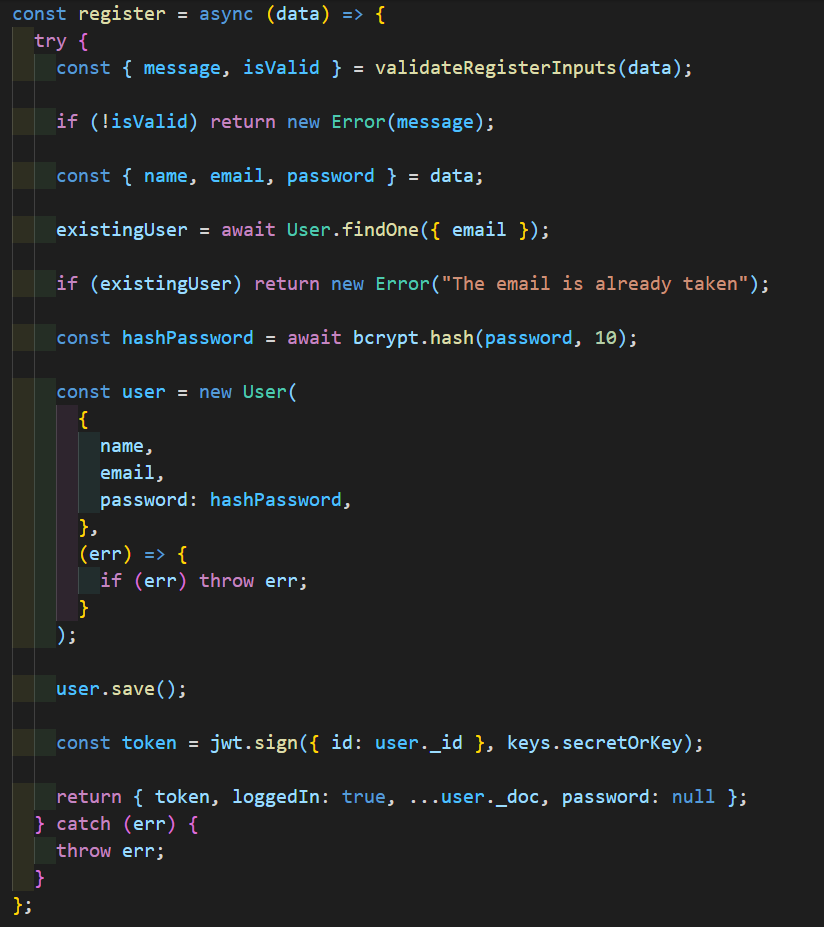 const register = async (data) => {
  try {
    const { message, isValid } = validateRegisterInputs(data);

    if (!isValid) return new Error(message);

    const { name, email, password } = data;

    existingUser = await User.findOne({ email });

    if (existingUser) return new Error("The email is already taken");

    const hashPassword = await bcrypt.hash(password, 10);

    const user = new User(
      {
        name,
        email,
        password: hashPassword,
      },
      (err) => {
        if (err) throw err;
      }
    );

    user.save();

    const token = jwt.sign({ id: user._id }, keys.secretOrKey);

    return { token, loggedIn: true, ...user._doc, password: null };
  } catch (err) {
    throw err;
  }
};